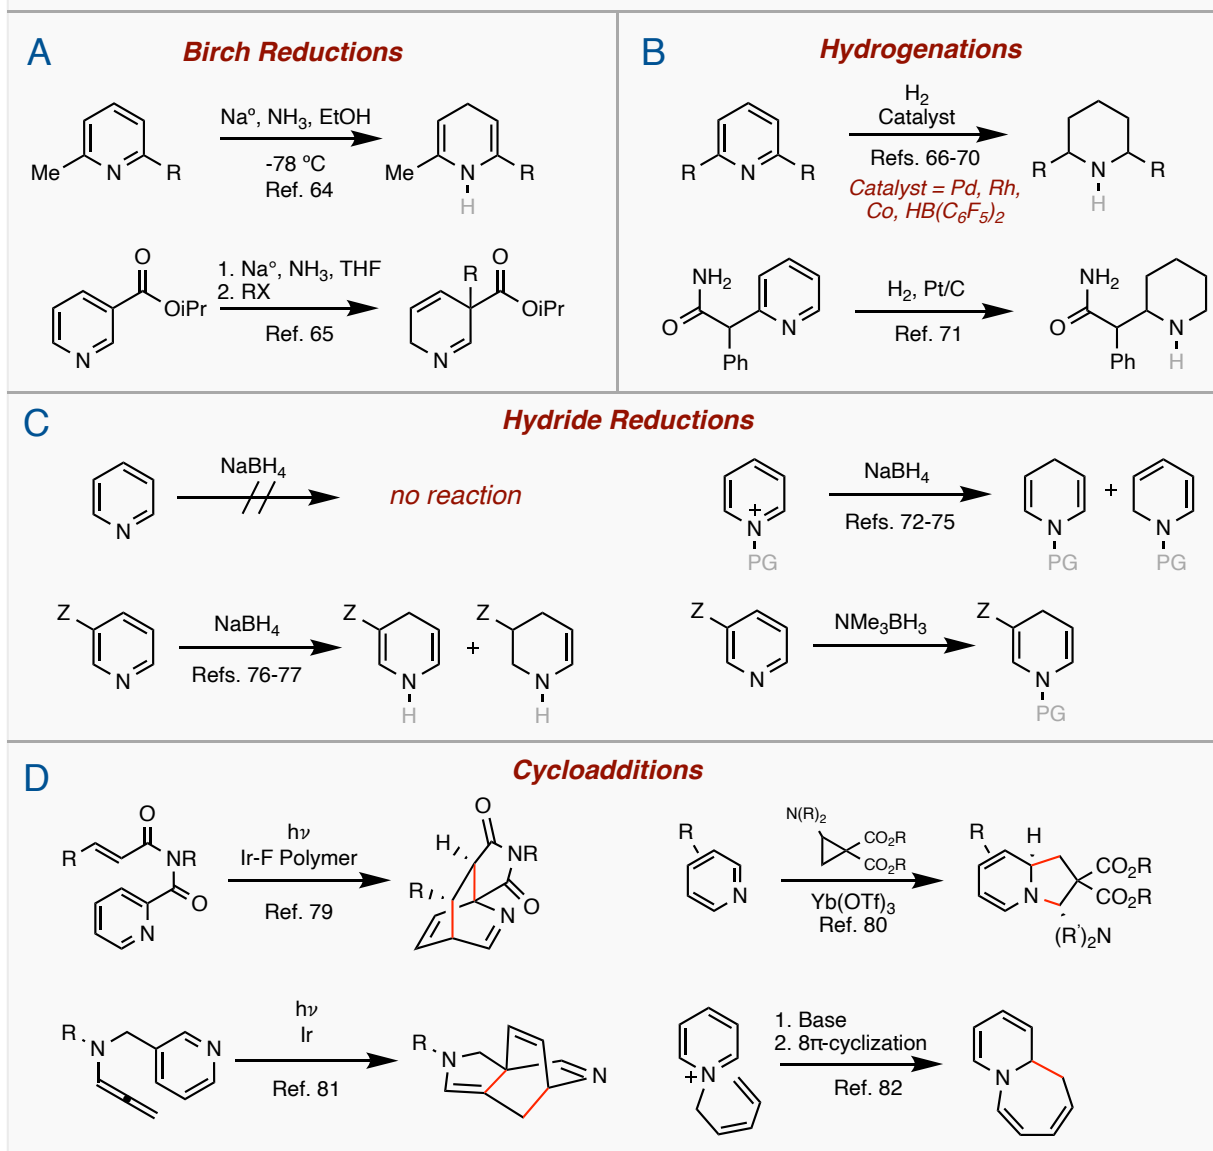 A
Birch Reductions
Na°, NH3, EtOH
-78 ºC
Ref. 64
Me
N
R
Me
N
R
H
O
OiPr
N
1. Na°, NH3, THF
2. RX
Ref. 65
R
O
OiPr
N
B
Hydrogenations
H2
Catalyst
Refs. 66-70
Catalyst = Pd, Rh,
Co, HB(C6F5)2
R
N
R
R
N
R
H
NH2
O
N
Ph
H2, Pt/C
Ref. 71
NH2
O
N
Ph
H
C
Hydride Reductions
N
NaBH4
no reaction
+
N
PG
NaBH4
Refs. 72-75
N
PG
+
N
PG
Z
N
NaBH4
Refs. 76-77
Z
N
H
+
Z
N
H
Z
N
NMe3BH3
Z
N
PG
D
Cycloadditions
O
R
NR
O
N
hν
Ir-F Polymer
Ref. 79
O
H
NR
R
N
O
R
N
N(R)2
CO2R
CO2R
Yb(OTf)3
Ref. 80
R
H
N
CO2R
CO2R
(R')2N
R
N
N
hν
Ir
Ref. 81
R
N
N
+
N
1. Base
2. 8π-cyclization
Ref. 82
N